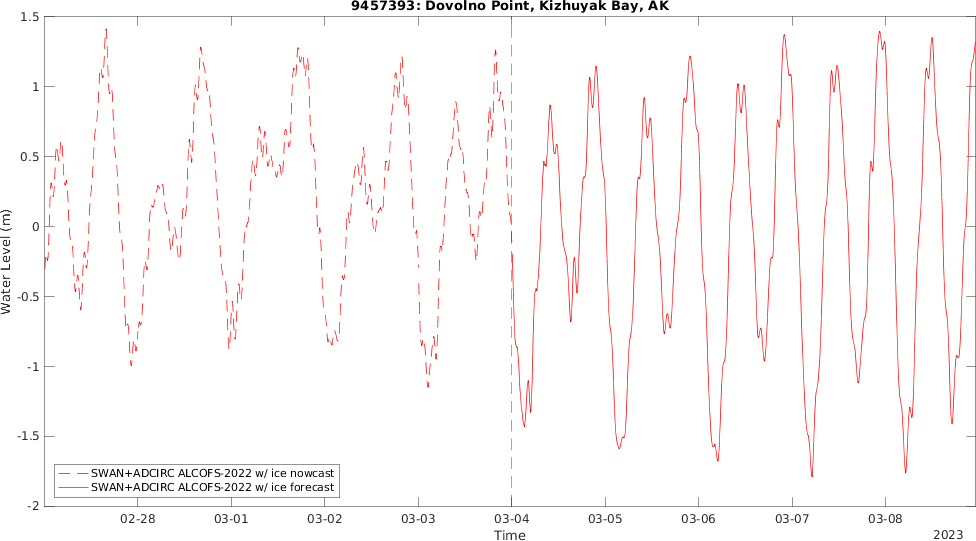 9457393: Dovolno Point, Kizhuyak Bay, AK
Water Level (m)
1.5
1
0.5
0
-0.5
-1
-1.5
-2
SWAN+ADCIRC ALCOFS-2022 w/ ice nowcast
SWAN+ADCIRC ALCOFS-2022 w/ ice forecast
02-28 03-01 03-02 03-03 03-04 03-05 03-06 03-07 03-08
Time
2023